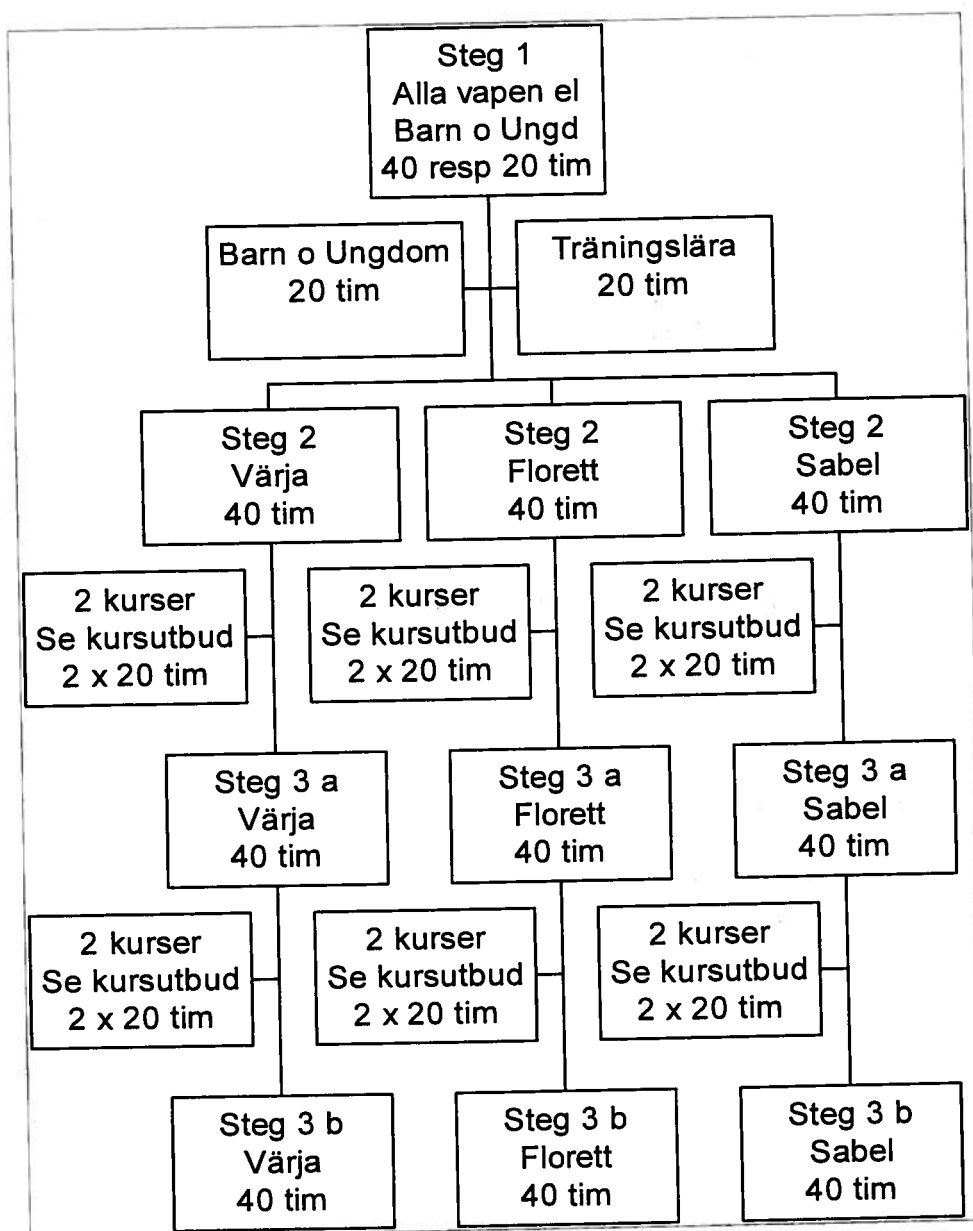 Steg 1
Alla vapen el
Barn o Ungd
40 resp 20 tim
Barn o Ungdom
20 tim
Träningslära
20 tim
Steg 2
Värja
40 tim
Steg 2
Florett
40 tim
Steg 2
Sabel
40 tim
2 kurser
Se kursutbud
2 x 20 tim
2 kurser
Se kursutbud
2 x 20 tim
2 kurser
Se kursutbud
2 x 20 tim
Steg 3 a
Värja
40 tim
Steg 3 a
Florett
40 tim
Steg 3 a
Sabel
40 tim
2 kurser
Se kursutbud
2 x 20 tim
2 kurser
Se kursutbud
2 x 20 tim
2 kurser
Se kursutbud
2 x 20 tim
Steg 3 b
Värja
40 tim
Steg 3 b
Florett
40 tim
Steg 3 b
Sabel
40 tim